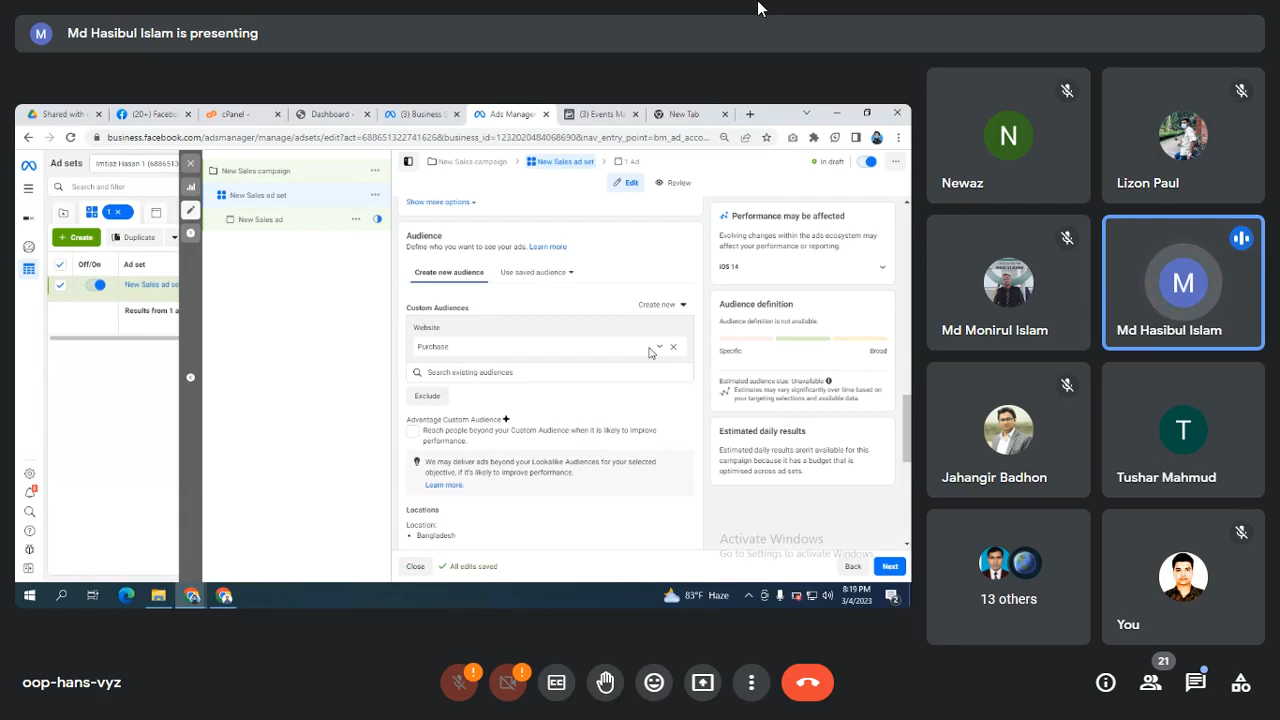 M Md Hasibul Islam is presenting
Shared with
(20+) Faceb
cPanel -
Dashboard
(3) Business S
Ads Manager
(3) Events Ma
New Tab
business.facebook.com/adsmanager/manage/adsets/edit?act=688651322741626&business_id=1232020484068690&nav_entry_point=bm_ad_acco...
Ad sets
Imtiaz Hasan 1 (6886513
Search and filter
1
+ Create
Duplicate
Off/On
Ad set
New Sales ad se
Results from 1 a
New Sales campaign
New Sales ad set
New Sales ad
New Sales campaign
New Sales ad set
1 Ad
In draft
Edit
Review
Show more options
Audience
Define who you want to see your ads. Learn more
Create new audience
Use saved audience
Custom Audiences
Create new
Website
Purchase
Search existing audiences
Exclude
Advantage Custom Audience
Reach people beyond your Custom Audience when it is likely to improve
performance.
We may deliver ads beyond your Lookalike Audiences for your selected
objective, if it's likely to improve performance.
Learn more.
Locations
Location:
• Bangladesh
Close
All edits saved
Back
Next
Performance may be affected
Evolving changes within the ads ecosystem may
affect your performance or reporting.
iOS 14
Audience definition
Audience definition is not available.
Specific
Broad
Estimated audience size: Unavailable
Estimates may vary significantly over time based on
your targeting selections and available data.
Estimated daily results
Estimated daily results aren't available for this
campaign because it has a budget that is
optimised across ad sets.
Activate Windows
Go to Settings to activate Windows.
83°F Haze
8:19 PM
3/4/2023
2
N
Newaz
Lizon Paul
Md Monirul Islam
M
Md Hasibul Islam
Jahangir Badhon
T
Tushar Mahmud
13 others
You
oop-hans-vyz
21